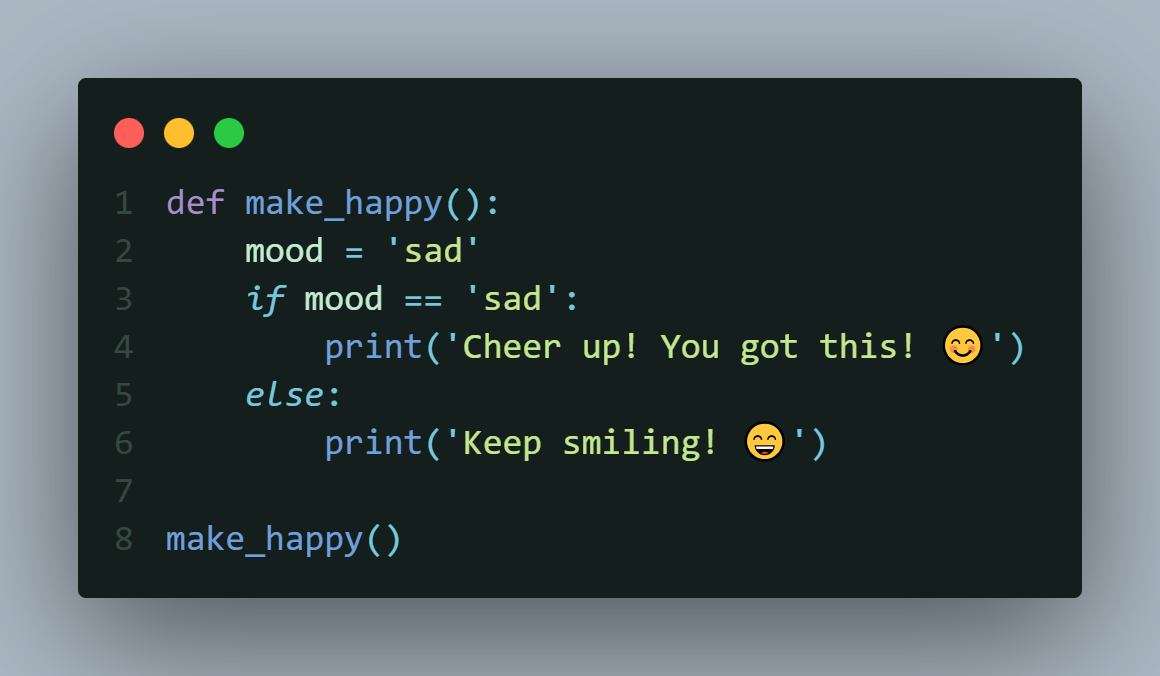 1 def make_happy():
2     mood = 'sad'
3     if mood == 'sad':
4         print('Cheer up! You got this! 😊')
5     else:
6         print('Keep smiling! 😄')
7
8 make_happy()